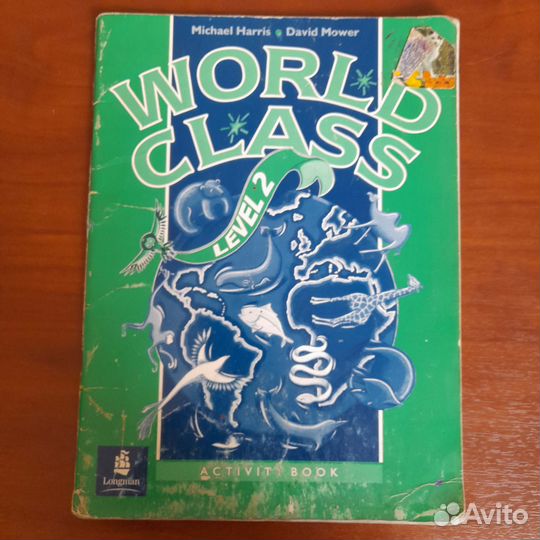 Michael Harris • David Mower
WORLD
CLASS
LEVEL 2
ACTIVITY BOOK
Longman
Avito